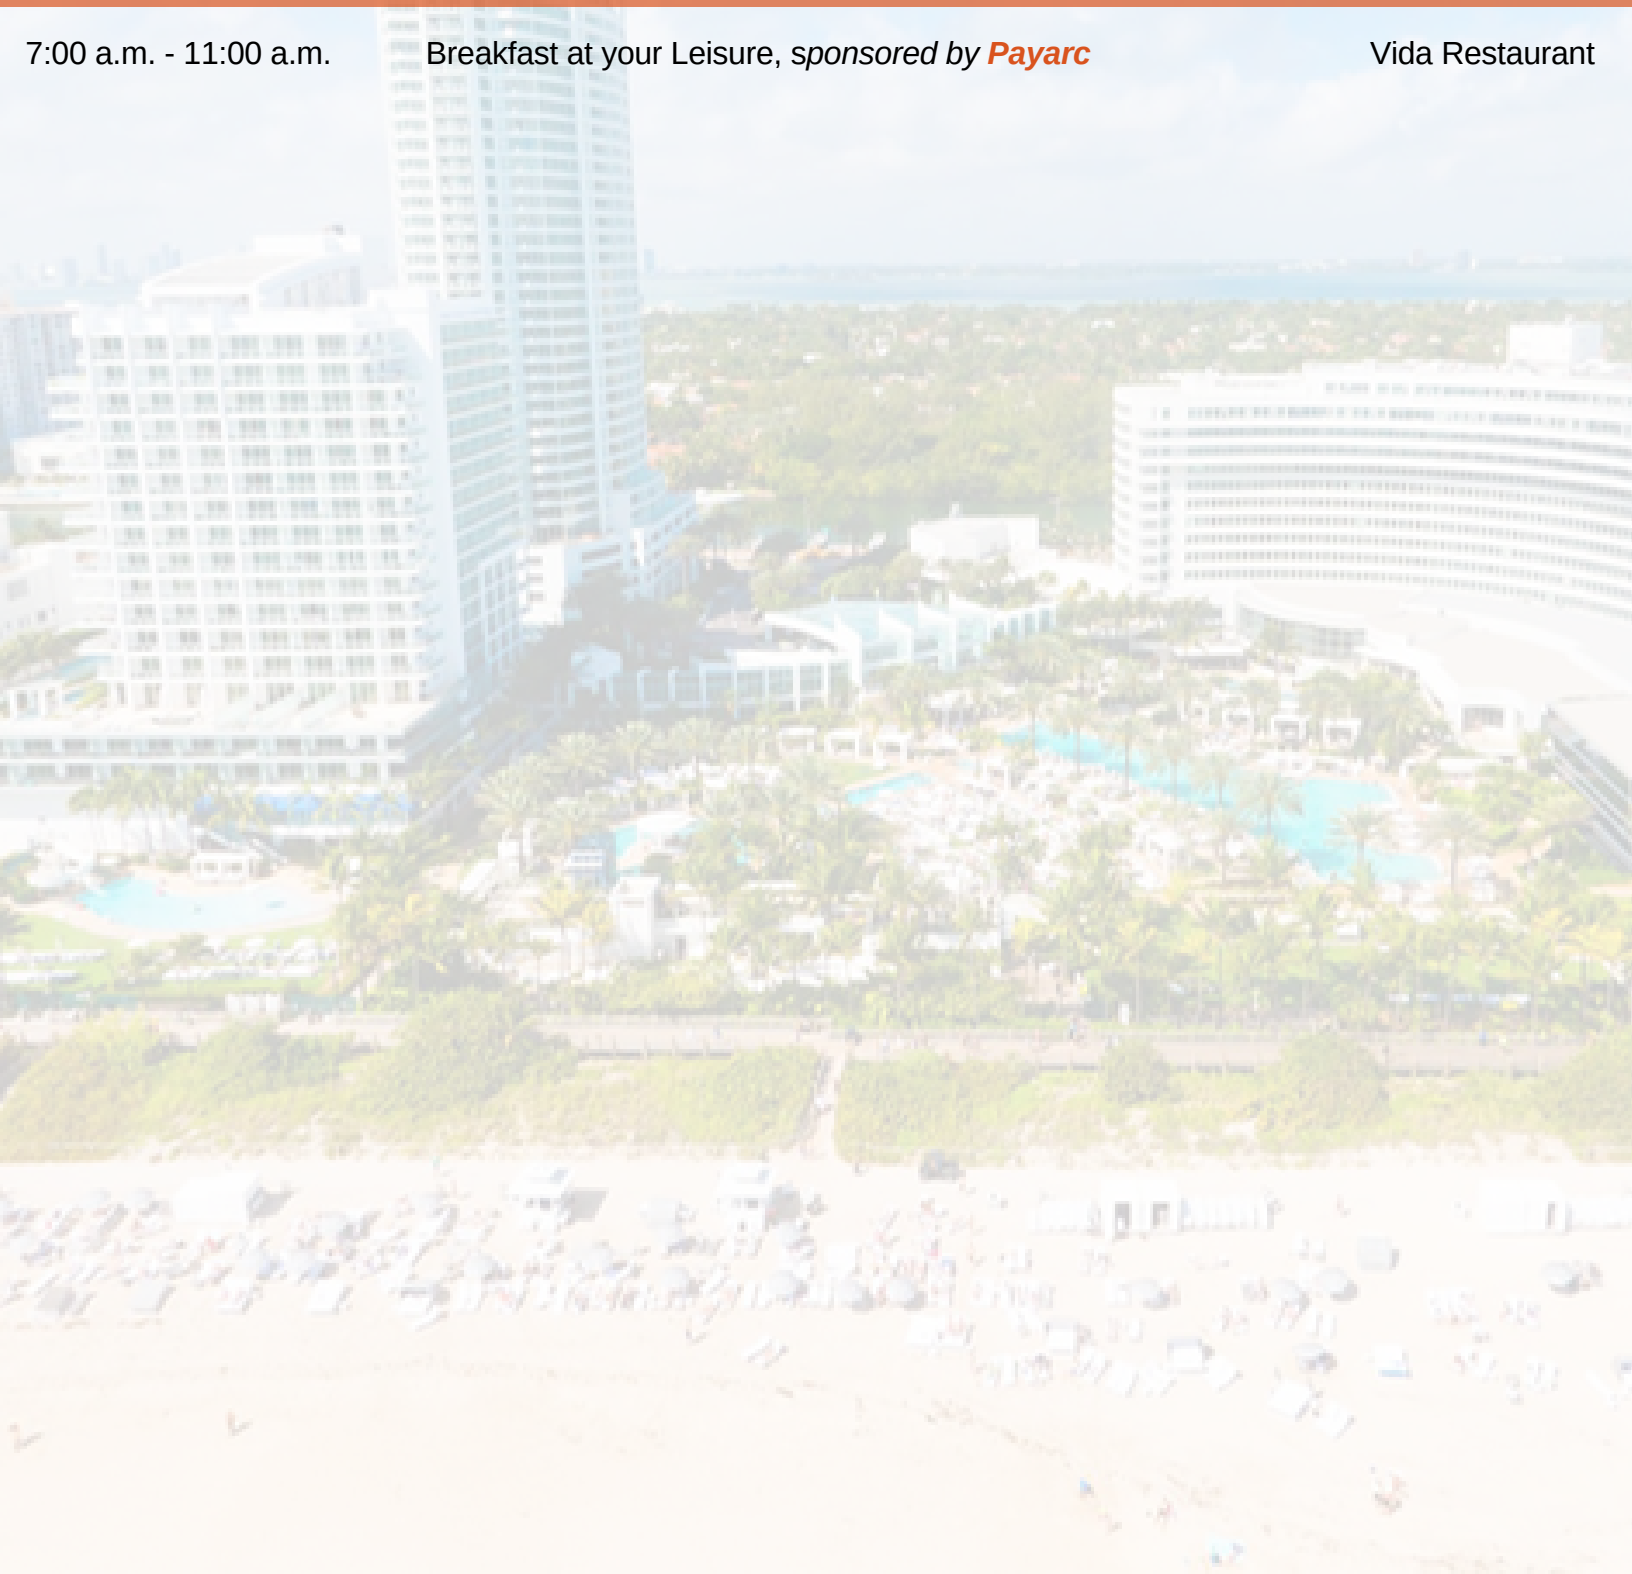 7:00 a.m. - 11:00 a.m. Breakfast at your Leisure, sponsored by Payarc Vida Restaurant